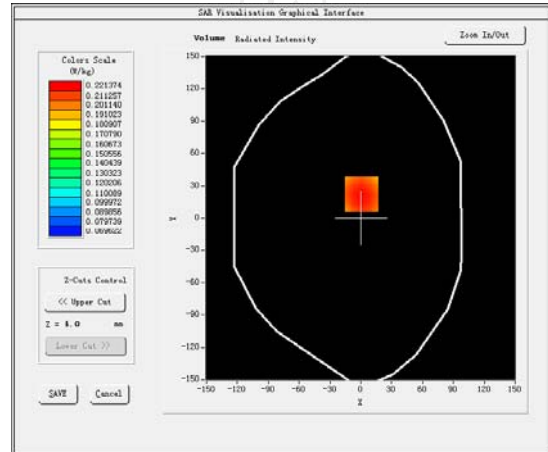 SAR Visualisation Graphical Interface
Volume Radiated Intensity
Zoom In/Out
Colors Scale
(W/kg)
0.221374
0.211257
0.201140
0.191023
0.180907
0.170790
0.160673
0.150556
0.140439
0.130323
0.120206
0.110089
0.099972
0.089856
0.079739
0.069622
Z-Cuts Control
<< Upper Cut
Z = 4.0 mm
Lower Cut >>
SAVE
Cancel
150
120
90
60
30
0
-30
-60
-90
-120
-150
Y
-150 -120 -90 -60 -30 0 30 60 90 120 150
X